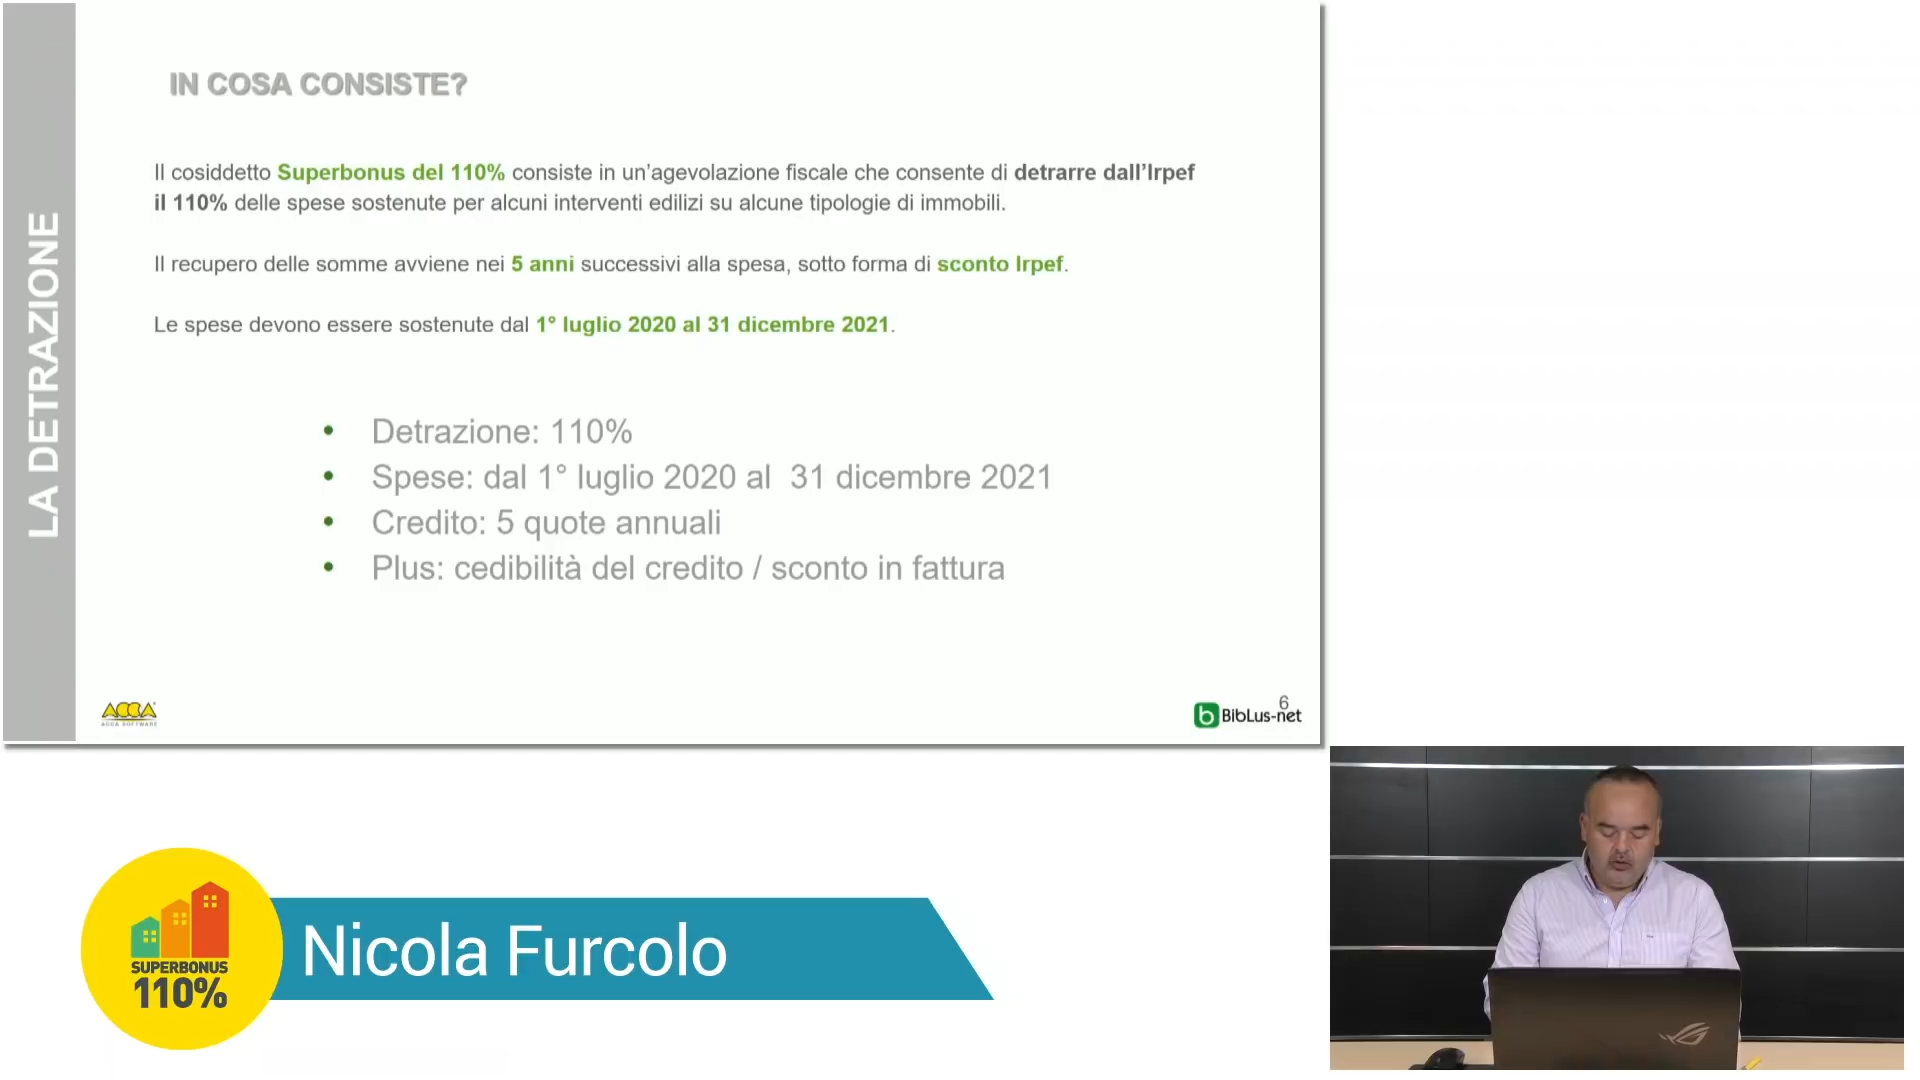 LA DETRAZIONE
IN COSA CONSISTE?
Il cosiddetto Superbonus del 110% consiste in un’agevolazione fiscale che consente di detrarre dall’Irpef
il 110% delle spese sostenute per alcuni interventi edilizi su alcune tipologie di immobili.
Il recupero delle somme avviene nei 5 anni successivi alla spesa, sotto forma di sconto Irpef.
Le spese devono essere sostenute dal 1° luglio 2020 al 31 dicembre 2021.
• Detrazione: 110%
• Spese: dal 1° luglio 2020 al 31 dicembre 2021
• Credito: 5 quote annuali
• Plus: cedibilità del credito / sconto in fattura
ACCA
ACCA SOFTWARE
6
b BibLus-net
SUPERBONUS
110%
Nicola Furcolo